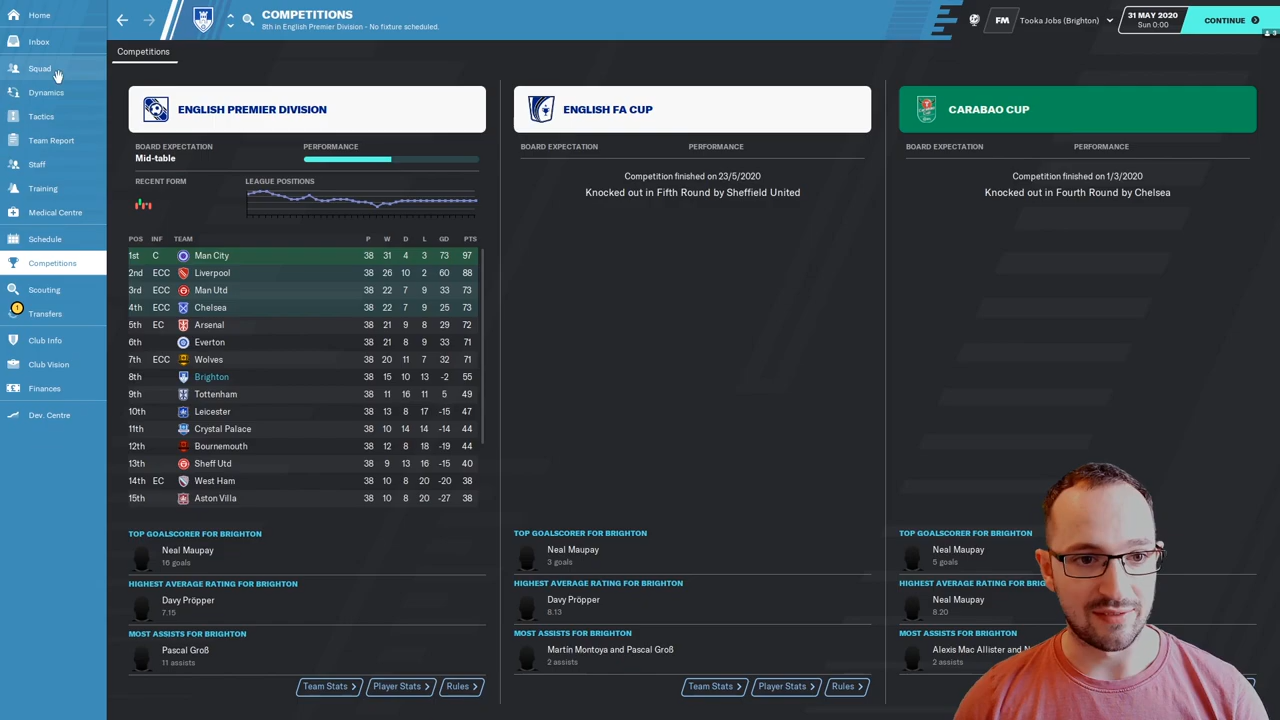 Home
Inbox
Squad
Dynamics
Tactics
Team Report
Staff
Training
Medical Centre
Schedule
Competitions
Scouting
1
Transfers
Club Info
Club Vision
Finances
Dev. Centre
COMPETITIONS
8th in English Premier Division - No fixture scheduled.
FM
Tooka Jobs (Brighton)
31 MAY 2020
Sun 0:00
CONTINUE
3
Competitions
ENGLISH PREMIER DIVISION
BOARD EXPECTATION PERFORMANCE
Mid-table
RECENT FORM LEAGUE POSITIONS
POS INF TEAM P W D L GD PTS
1st C Man City 38 31 4 3 73 97
2nd ECC Liverpool 38 26 10 2 60 88
3rd ECC Man Utd 38 22 7 9 33 73
4th ECC Chelsea 38 22 7 9 25 73
5th EC Arsenal 38 21 9 8 29 72
6th Everton 38 21 8 9 33 71
7th ECC Wolves 38 20 11 7 32 71
8th Brighton 38 15 10 13 -2 55
9th Tottenham 38 11 16 11 5 49
10th Leicester 38 13 8 17 -15 47
11th Crystal Palace 38 10 14 14 -14 44
12th Bournemouth 38 12 8 18 -19 44
13th Sheff Utd 38 9 13 16 -15 40
14th EC West Ham 38 10 8 20 -20 38
15th Aston Villa 38 10 8 20 -27 38
TOP GOALSCORER FOR BRIGHTON
Neal Maupay
16 goals
HIGHEST AVERAGE RATING FOR BRIGHTON
Davy Pröpper
7.15
MOST ASSISTS FOR BRIGHTON
Pascal Groß
11 assists
Team Stats Player Stats Rules
ENGLISH FA CUP
BOARD EXPECTATION PERFORMANCE
Competition finished on 23/5/2020
Knocked out in Fifth Round by Sheffield United
TOP GOALSCORER FOR BRIGHTON
Neal Maupay
3 goals
HIGHEST AVERAGE RATING FOR BRIGHTON
Davy Pröpper
8.13
MOST ASSISTS FOR BRIGHTON
Martín Montoya and Pascal Groß
2 assists
Team Stats Player Stats Rules
CARABAO CUP
BOARD EXPECTATION PERFORMANCE
Competition finished on 1/3/2020
Knocked out in Fourth Round by Chelsea
TOP GOALSCORER FOR BRIGHTON
Neal Maupay
5 goals
HIGHEST AVERAGE RATING FOR
Neal Maupay
8.20
MOST ASSISTS FOR BRIGHTON
Alexis Mac Allister and
2 assists